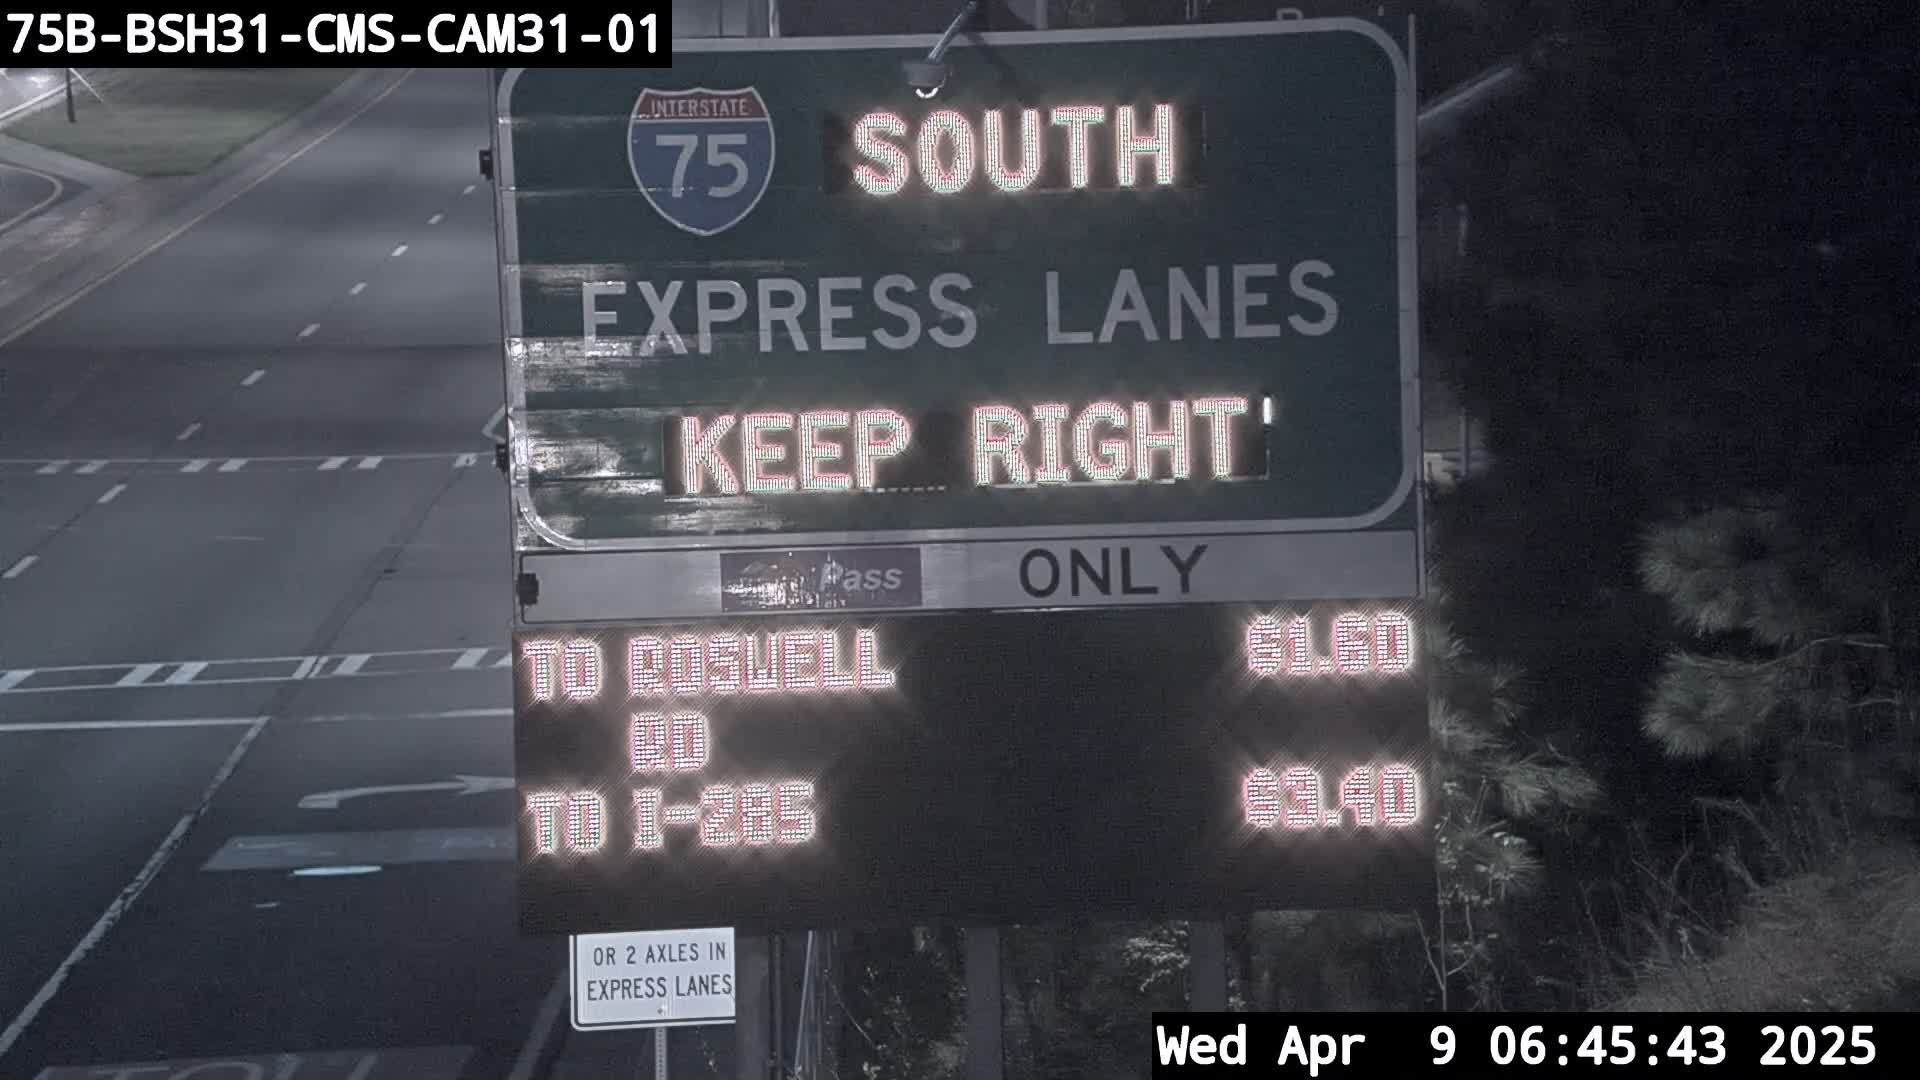 75B-BSH31-CMS-CAM31-01
INTERSTATE
75
SOUTH
EXPRESS LANES
KEEP RIGHT
Pass ONLY
TO ROSWELL $1.60
RD
TO I-285 $3.40
OR 2 AXLES IN
EXPRESS LANES
Wed Apr 9 06:45:43 2025